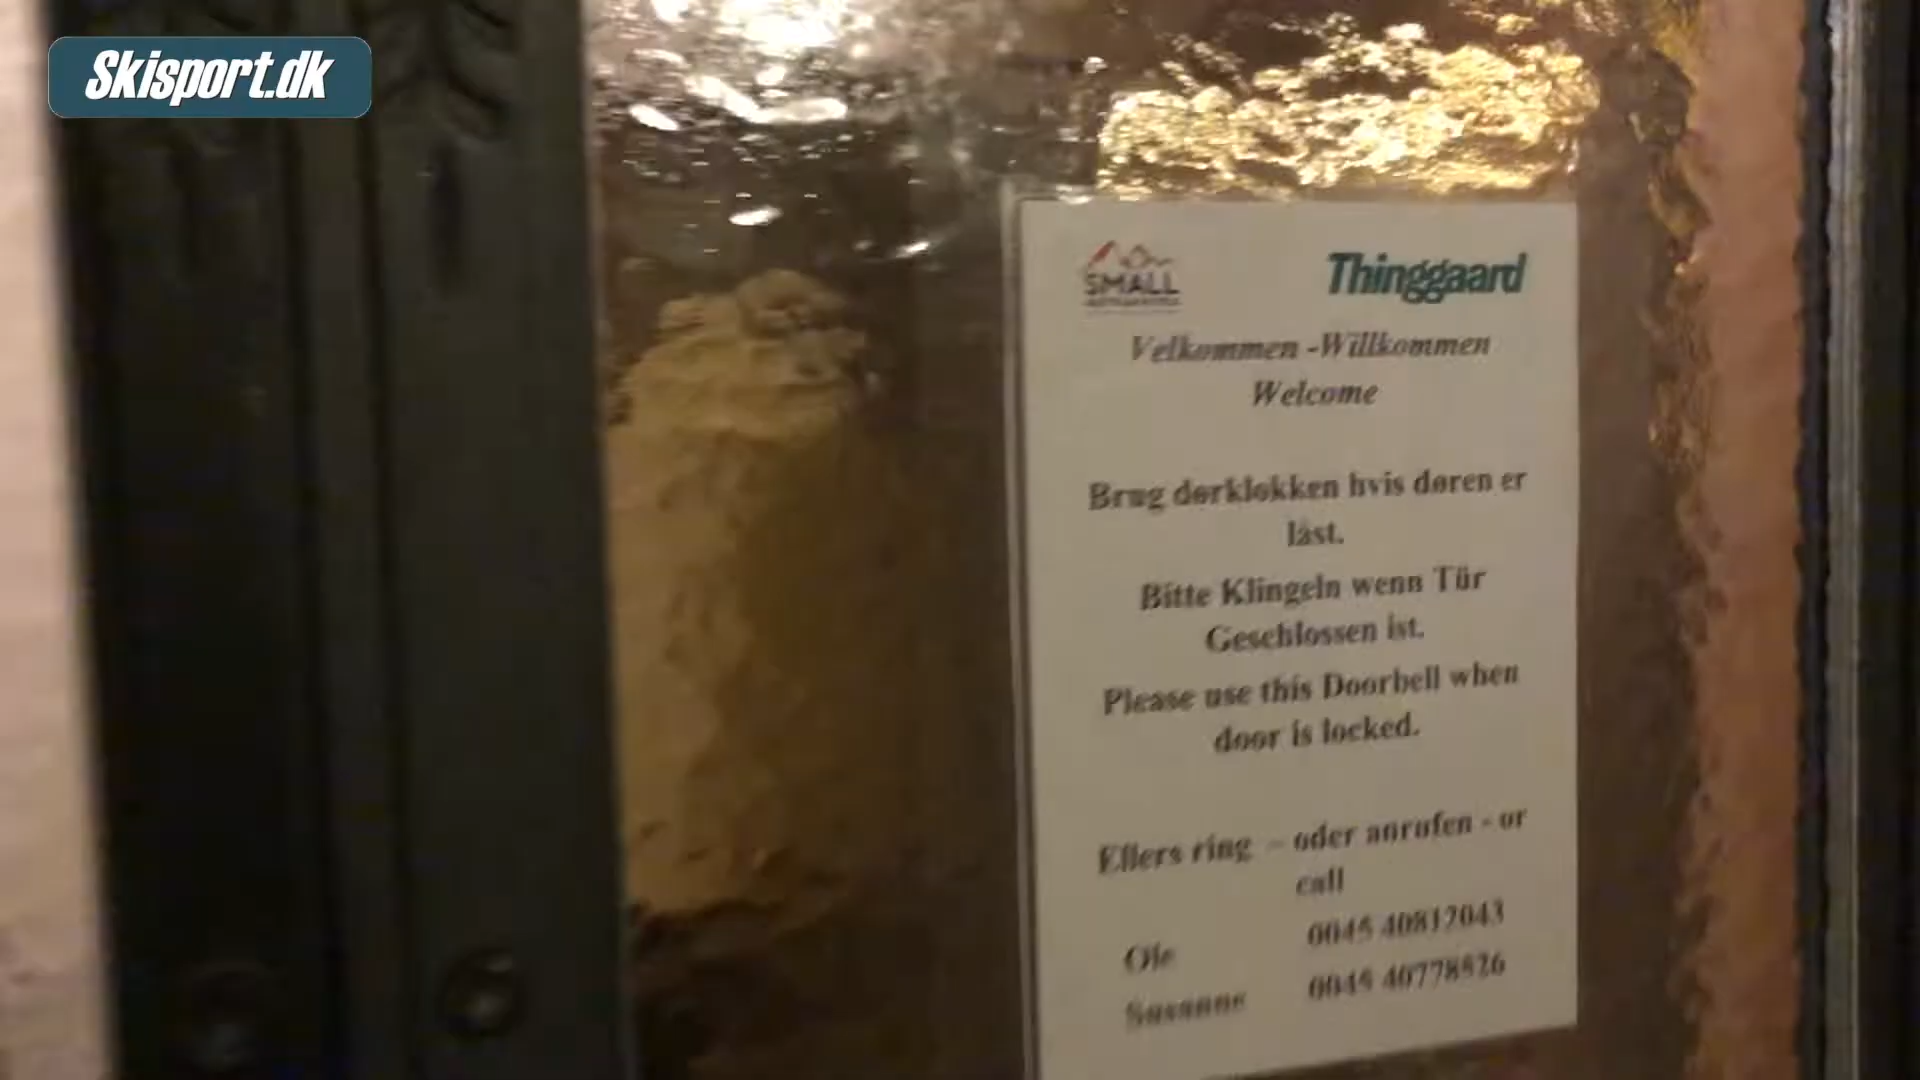 Skisport.dk
SMALL
Thinggaard
Velkommen -Willkommen
Welcome
Brug dørklokken hvis døren er
låst.
Bitte Klingeln wenn Tür
Geschlossen ist.
Please use this Doorbell when
door is locked.
Ellers ring – oder anrufen - or
call
Ole 0045 40812043
Susanne 0045 40778826